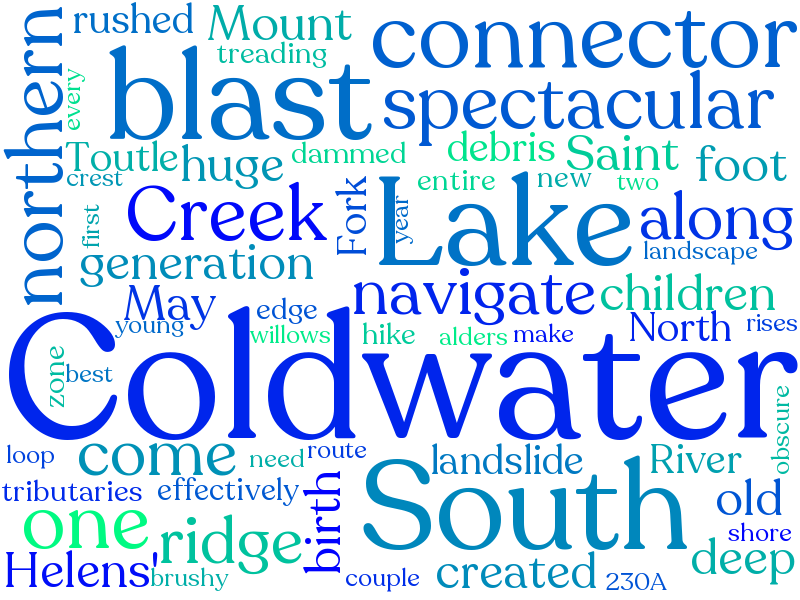 rushed
Mount
connector
treading
northern
every
blast
spectacular
Toutle
huge
dammed
debris
Saint
foot
crest
entire
new
two
first
Creek
Fork
year
Lake
along
landscape
generation
navigate
children
May
edge
young
willows
hike
alders
make
North
rises
Coldwater
zone
best
obscure
loop
come
need
route
landslide
River
tributaries
effectively
birth
South
old
one
ridge
shore
Helens'
brushy
couple
created
230A
deep